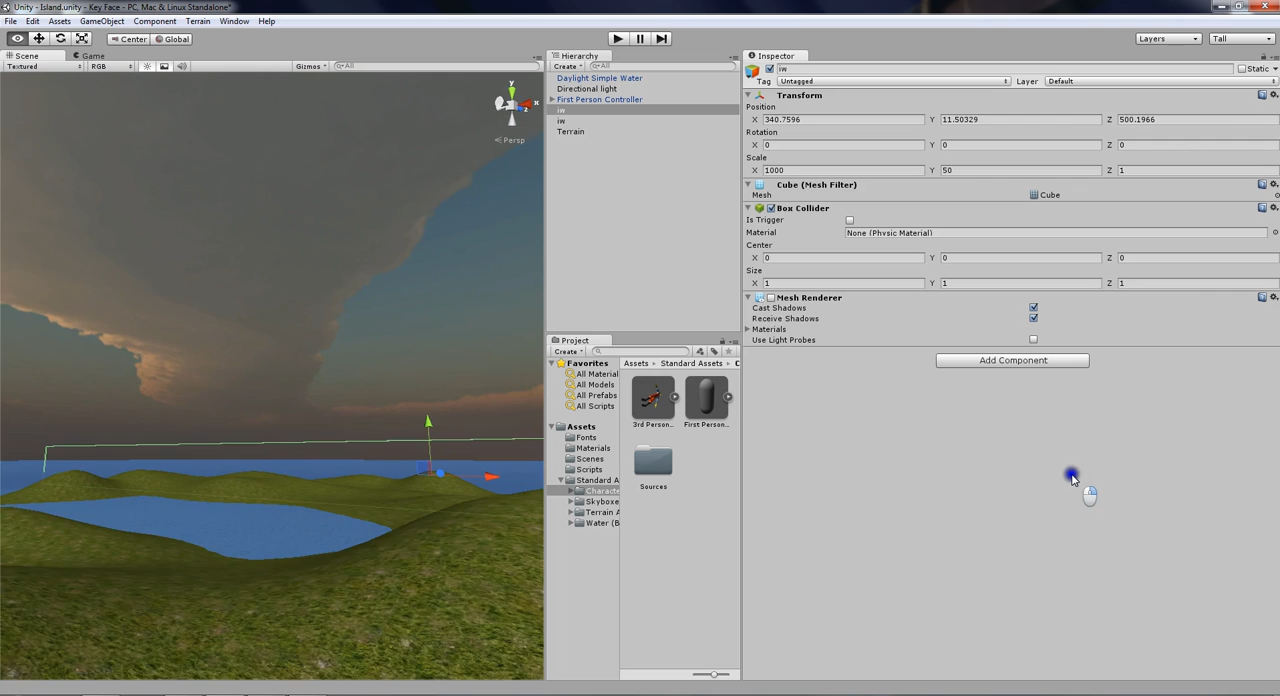 Unity - Island.unity - Key Face - PC, Mac & Linux Standalone*
File Edit Assets GameObject Component Terrain Window Help
Center Global Layers Tall
Scene Game
Textured RGB Gizmos All
y
x
z
Persp
Hierarchy
Create All
Daylight Simple Water
Directional light
First Person Controller
iw
iw
Terrain
Project
Create
Favorites
All Material
All Models
All Prefabs
All Scripts
Assets
Fonts
Materials
Scenes
Scripts
Standard A
Characte
Skyboxe
Terrain A
Water (B
Assets Standard Assets C
3rd Person... First Person...
Sources
Inspector
iw Static
Tag Untagged Layer Default
Transform
Position
X 340.7596 Y 11.50329 Z 500.1966
Rotation
X 0 Y 0 Z 0
Scale
X 1000 Y 50 Z 1
Cube (Mesh Filter)
Mesh Cube
Box Collider
Is Trigger
Material None (Physic Material)
Center
X 0 Y 0 Z 0
Size
X 1 Y 1 Z 1
Mesh Renderer
Cast Shadows
Receive Shadows
Materials
Use Light Probes
Add Component